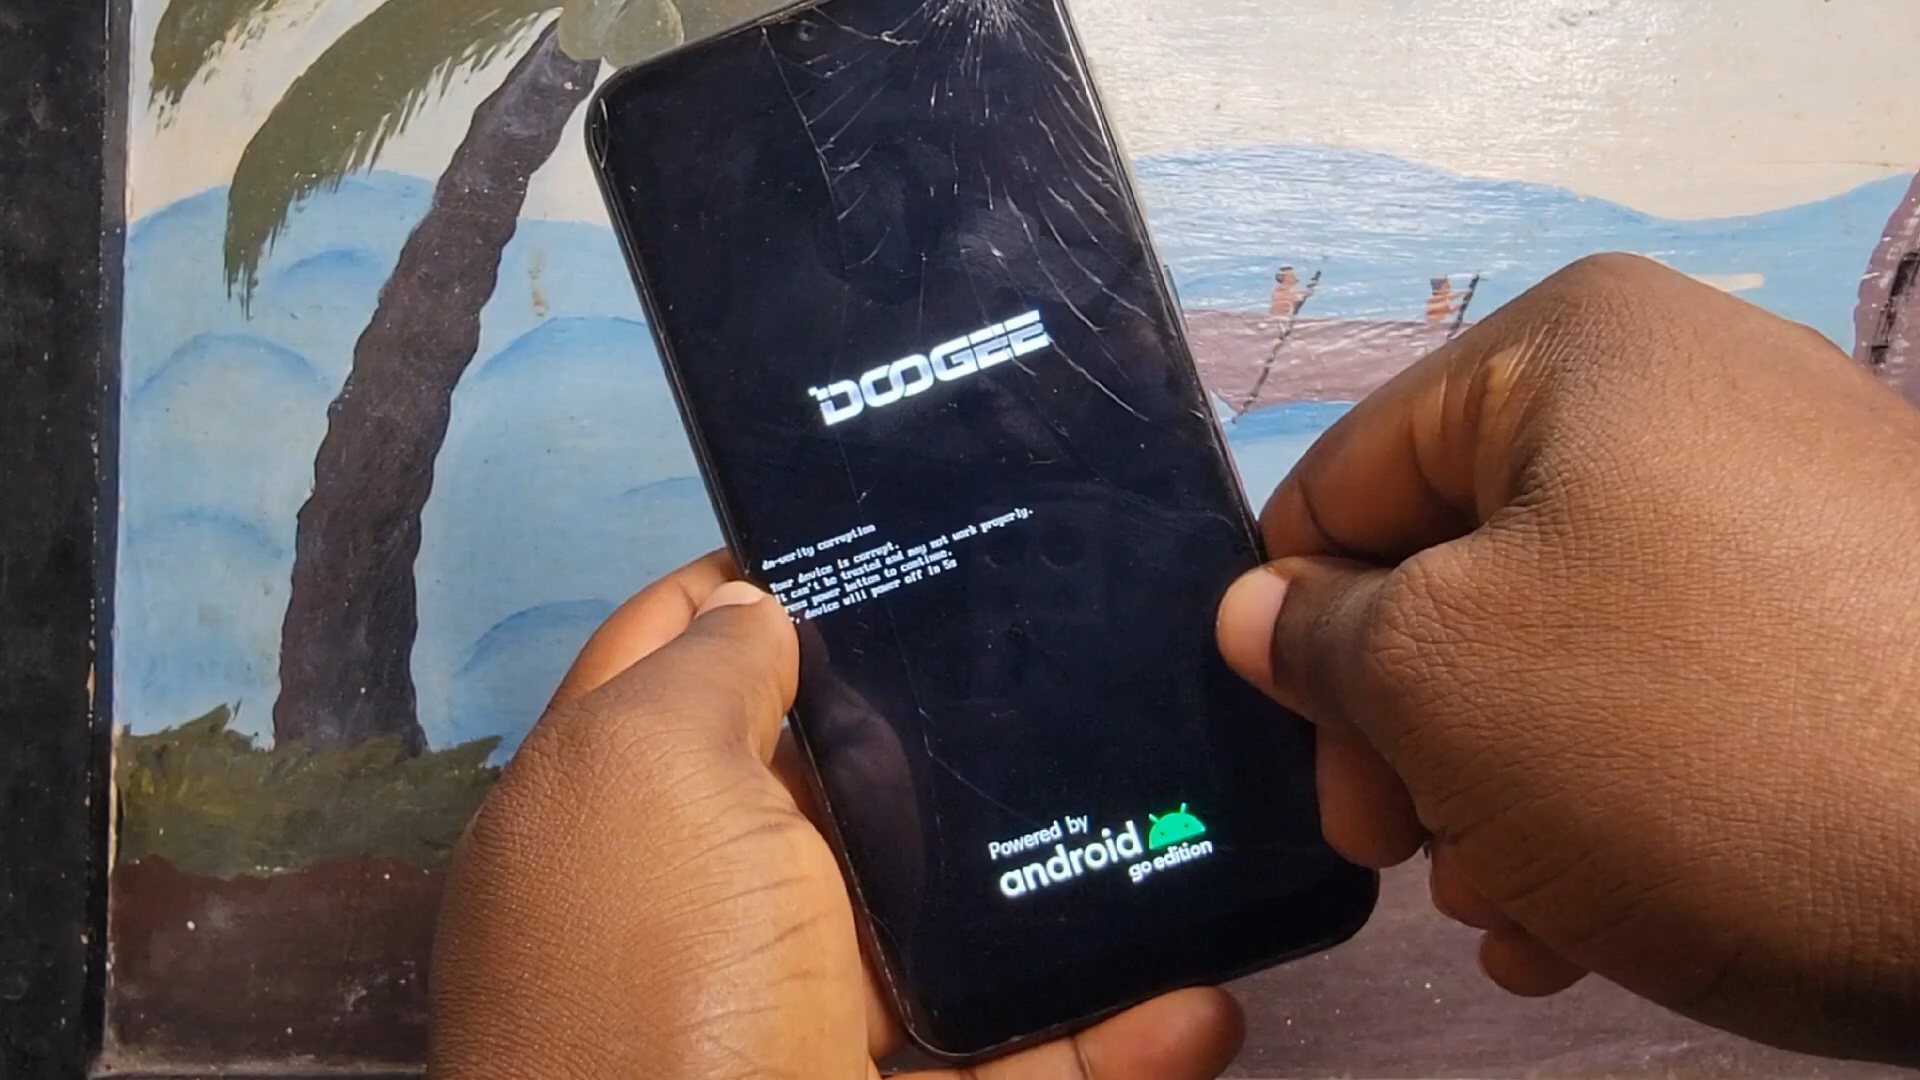 DOOGEE
dm-verity corruption
Your device is corrupt.
It can't be trusted and may not work properly.
Press power button to continue.
device will power off in 5s
Powered by
android
go edition